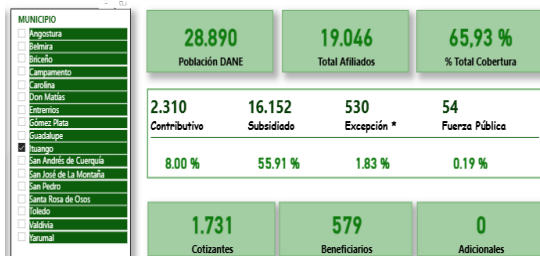 MUNICIPIO
Angostura
Belmira
Briceño
Campamento
Carolina
Don Matías
Entrerrios
Gómez Plata
Guadalupe
Ituango
San Andrés de Cuerquía
San José de La Montaña
San Pedro
Santa Rosa de Osos
Toledo
Valdivia
Yarumal
28.890 19.046 65,93 %
Población DANE Total Afiliados % Total Cobertura
2.310 16.152 530 54
Contributivo Subsidiado Excepción * Fuerza Pública
8.00 % 55.91 % 1.83 % 0.19 %
1.731 579 0
Cotizantes Beneficiarios Adicionales